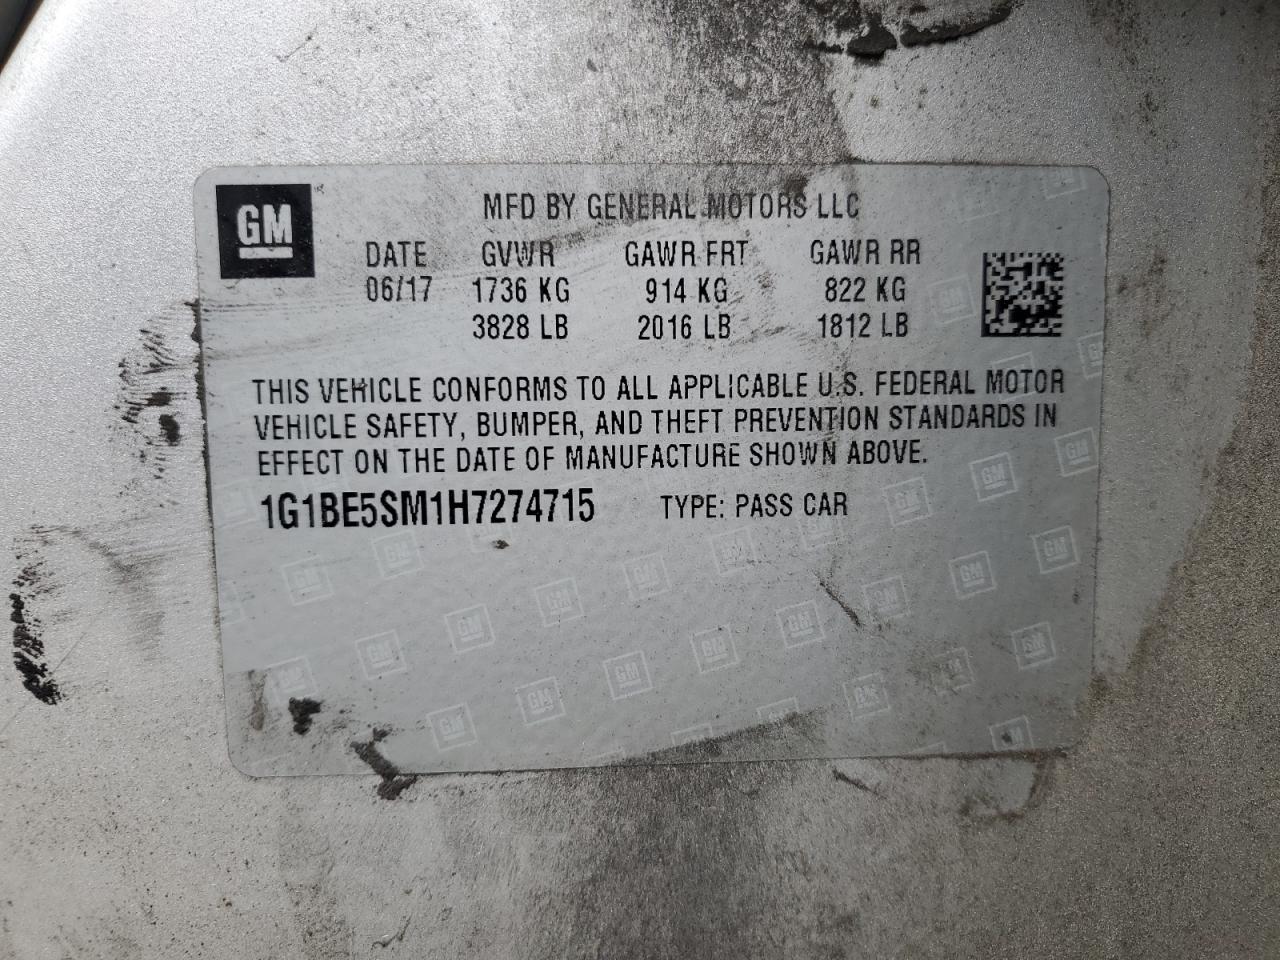 GM
MFD BY GENERAL MOTORS LLC
DATE GVWR GAWR FRT GAWR RR
06/17 1736 KG 914 KG 822 KG
3828 LB 2016 LB 1812 LB
THIS VEHICLE CONFORMS TO ALL APPLICABLE U.S. FEDERAL MOTOR
VEHICLE SAFETY, BUMPER, AND THEFT PREVENTION STANDARDS IN
EFFECT ON THE DATE OF MANUFACTURE SHOWN ABOVE.
1G1BE5SM1H7274715 TYPE: PASS CAR